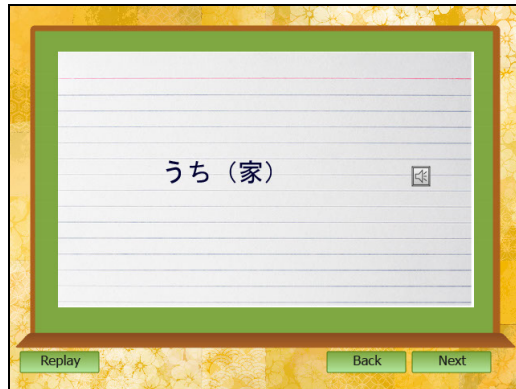 うち（家）
Replay
Back
Next